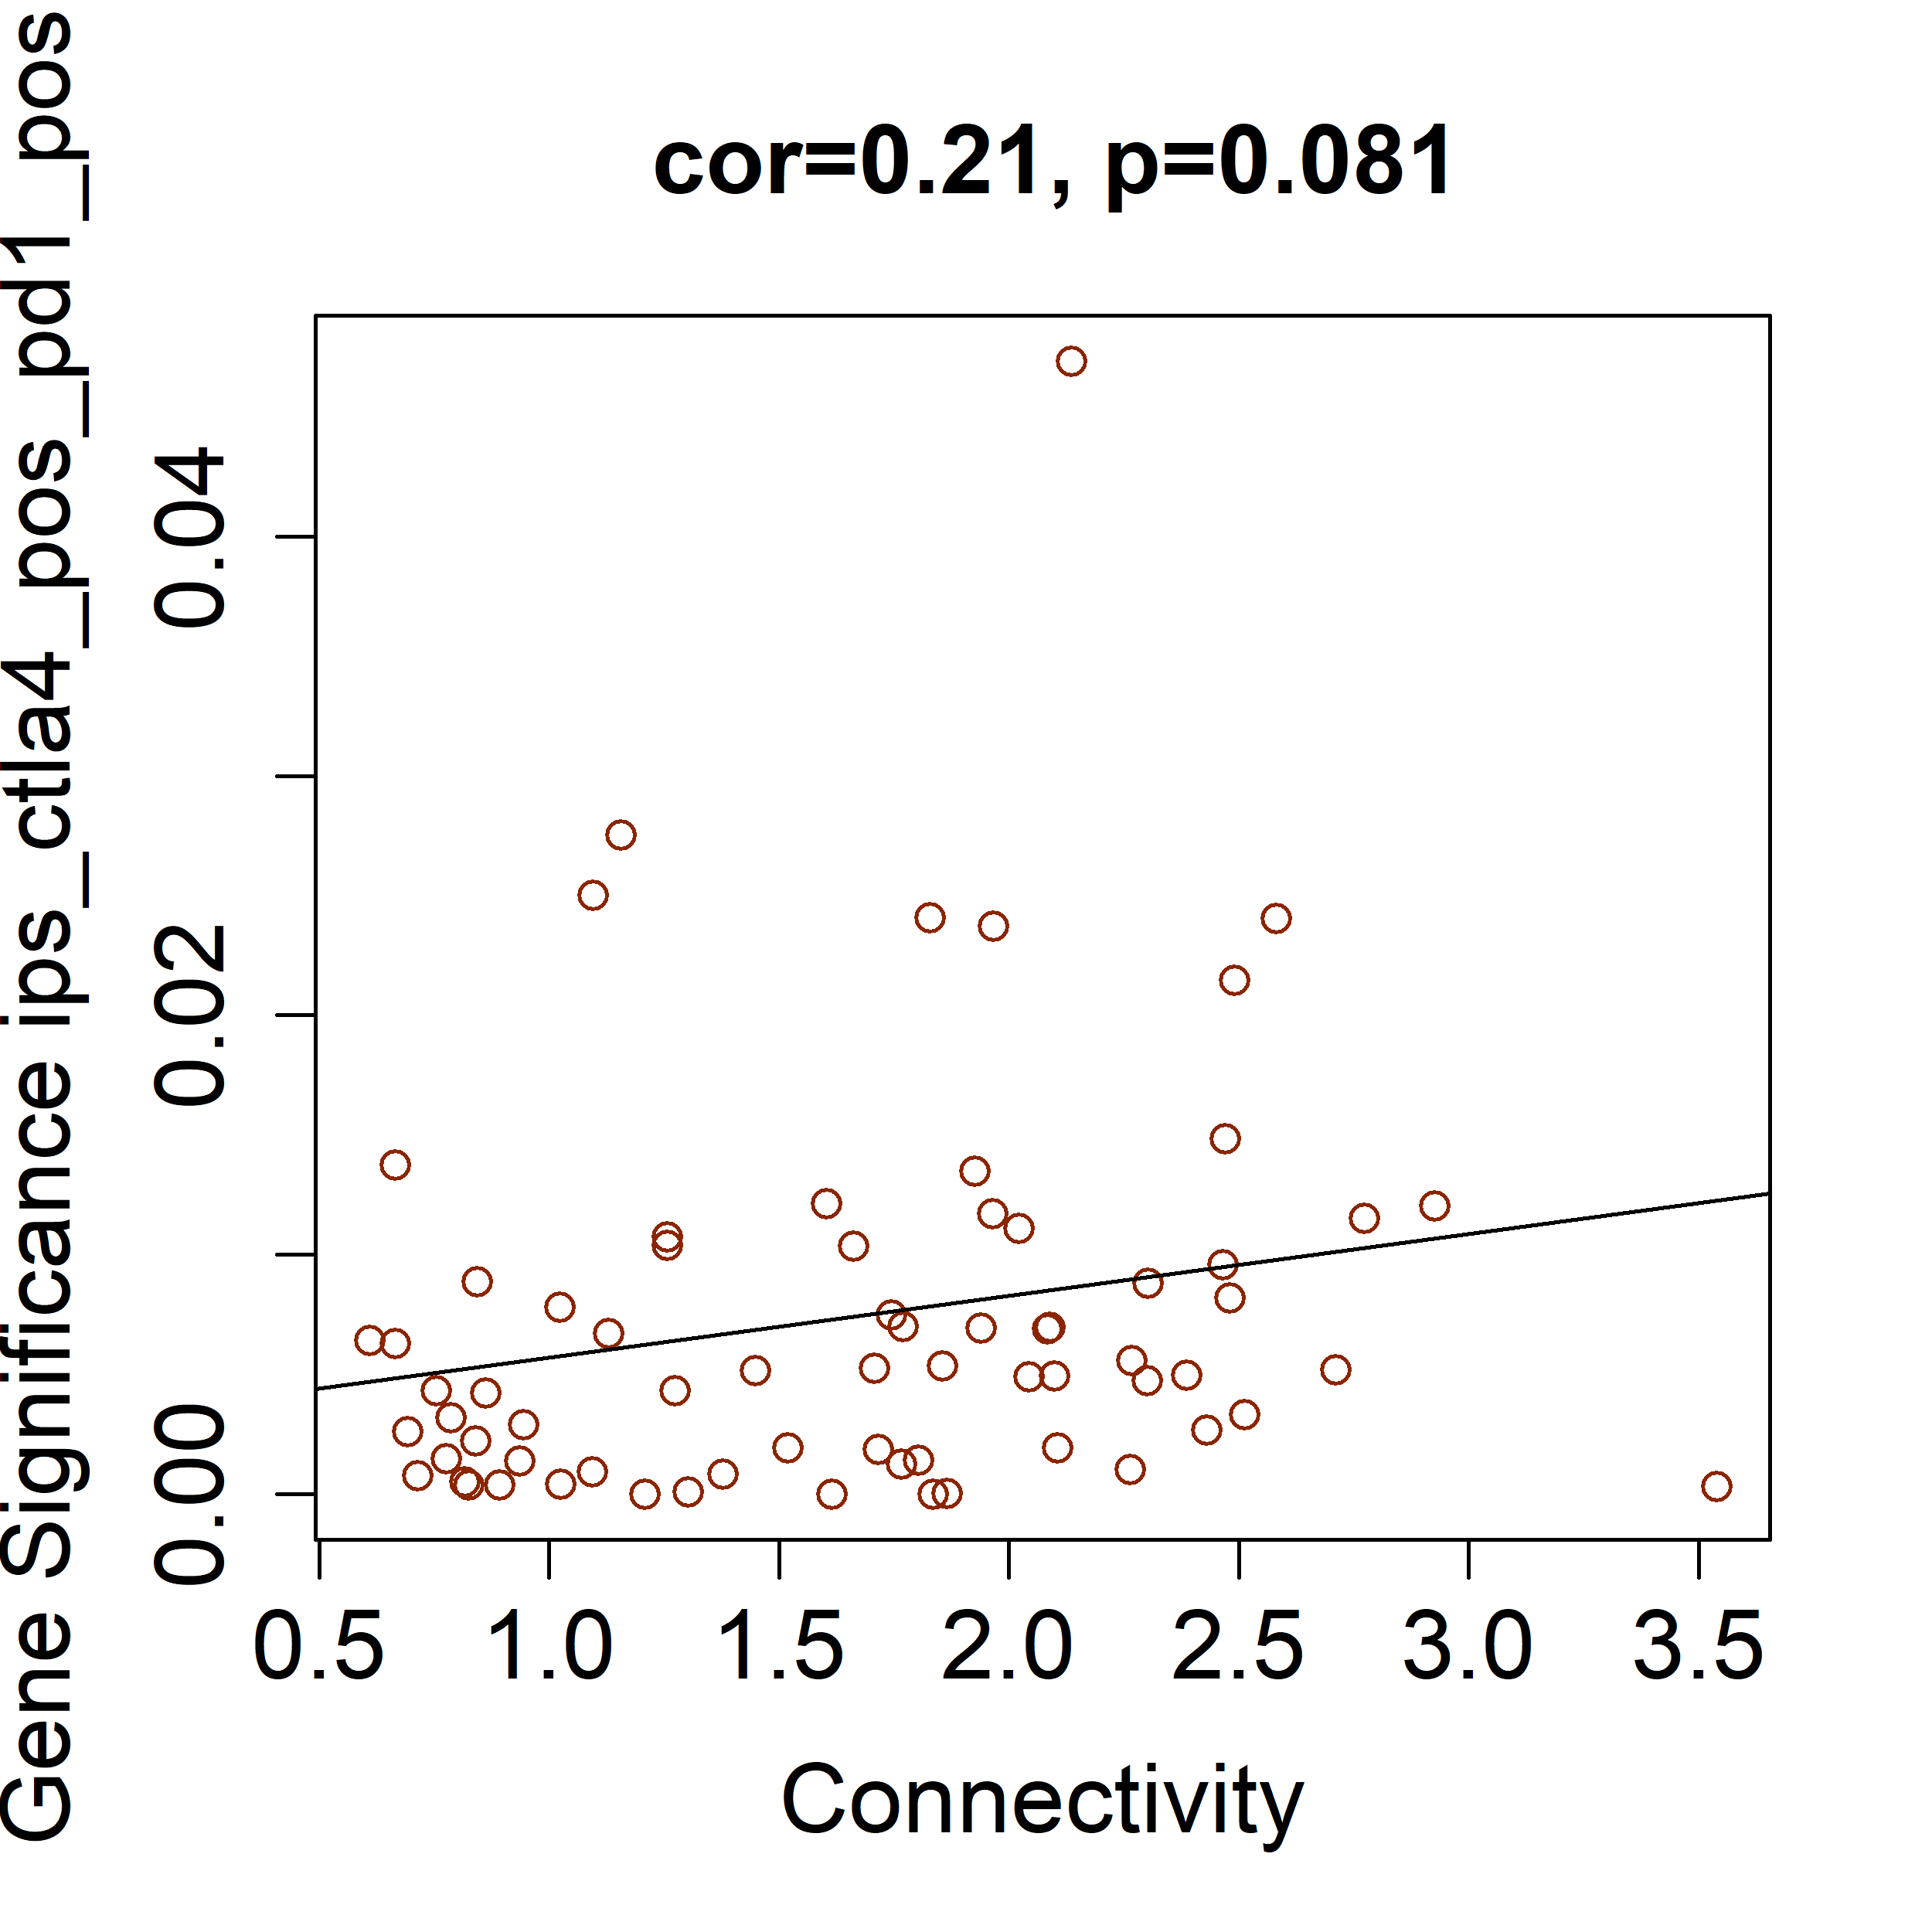 cor=0.21, p=0.081
Gene Significance ips_ctla4_pos_pd1_pos
0.04
0.02
0.00
0.5 1.0 1.5 2.0 2.5 3.0 3.5
Connectivity